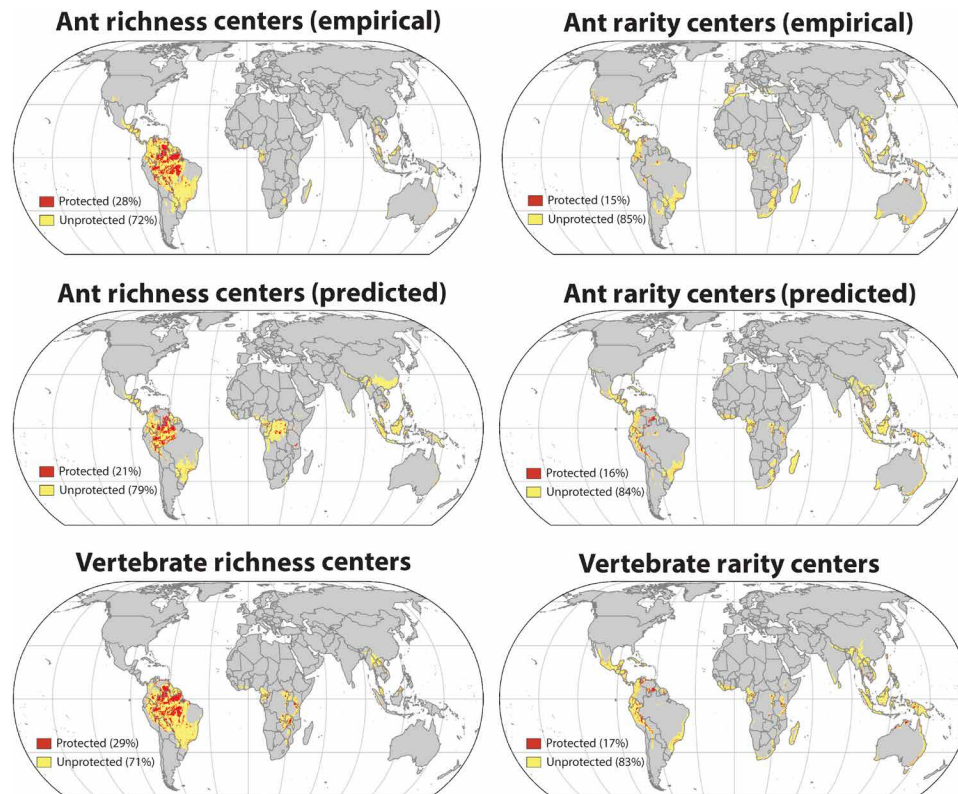 Ant richness centers (empirical)
Protected (28%)
Unprotected (72%)
Ant rarity centers (empirical)
Protected (15%)
Unprotected (85%)
Ant richness centers (predicted)
Protected (21%)
Unprotected (79%)
Ant rarity centers (predicted)
Protected (16%)
Unprotected (84%)
Vertebrate richness centers
Protected (29%)
Unprotected (71%)
Vertebrate rarity centers
Protected (17%)
Unprotected (83%)